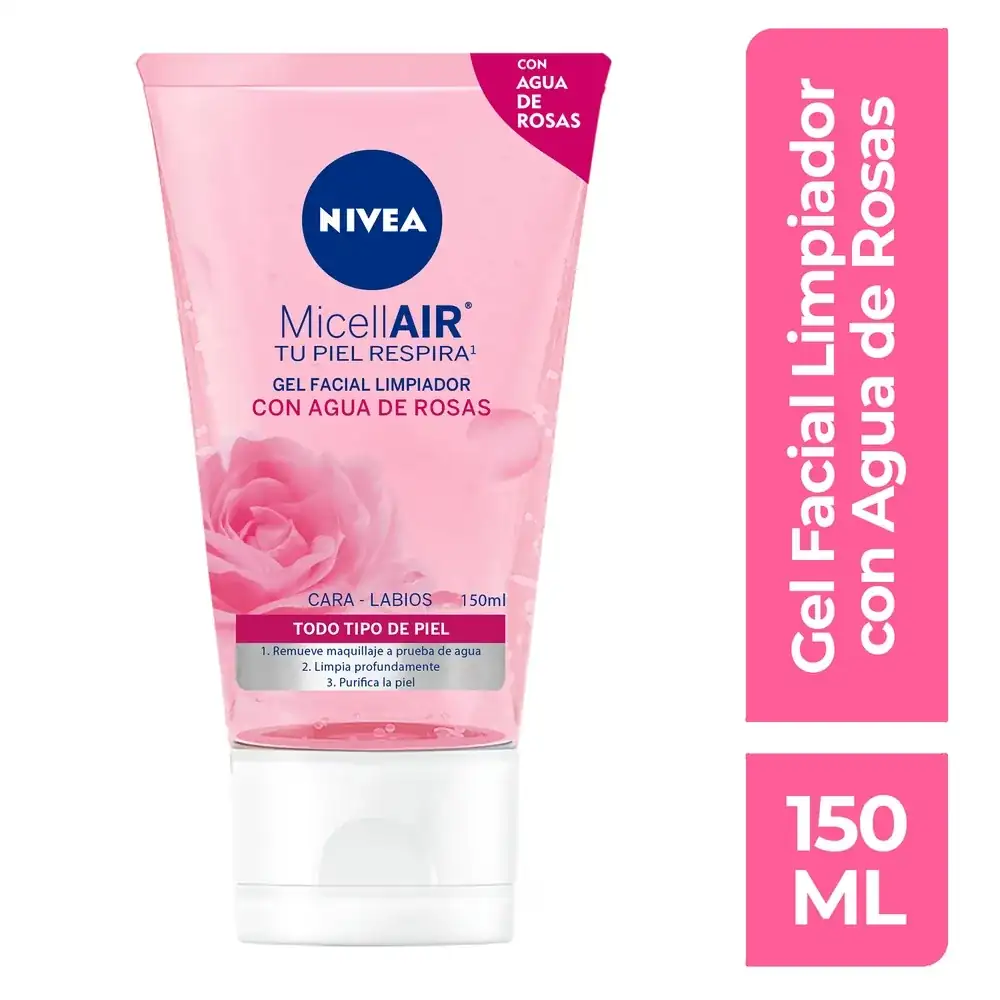 CON
AGUA
DE
ROSAS
NIVEA
MicellAIR®
TU PIEL RESPIRA¹
GEL FACIAL LIMPIADOR
CON AGUA DE ROSAS
CARA - LABIOS 150ml
TODO TIPO DE PIEL
1. Remueve maquillaje a prueba de agua
2. Limpia profundamente
3. Purifica la piel
Gel Facial Limpiador
con Agua de Rosas
150
ML